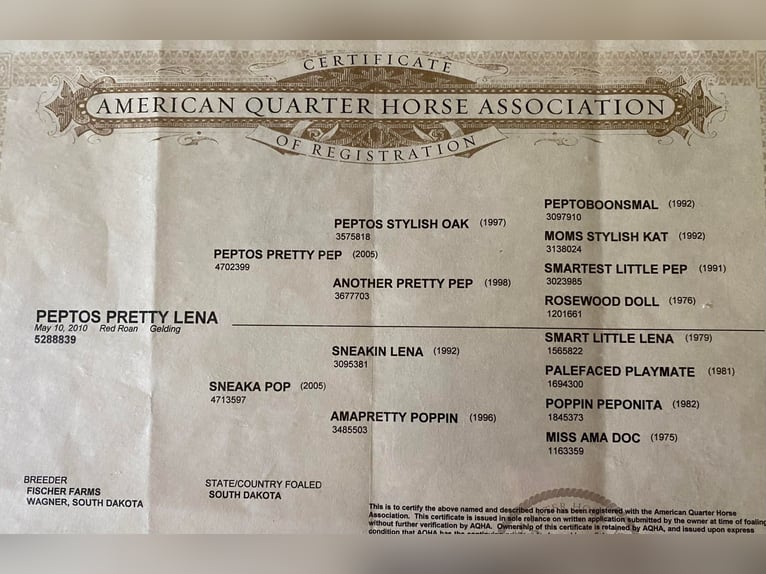 CERTIFICATE
AMERICAN QUARTER HORSE ASSOCIATION
OF REGISTRATION
PEPTOBOONSMAL (1992)
3097910
PEPTOS STYLISH OAK (1997)
3575818
MOMS STYLISH KAT (1992)
3138024
PEPTOS PRETTY PEP (2005)
4702399
SMARTEST LITTLE PEP (1991)
3023985
ANOTHER PRETTY PEP (1998)
3677703
ROSEWOOD DOLL (1976)
1201661
PEPTOS PRETTY LENA
May 10, 2010 Red Roan Gelding
5288839
SMART LITTLE LENA (1979)
1565822
SNEAKIN LENA (1992)
3095381
PALEFACED PLAYMATE (1981)
1694300
SNEAKA POP (2005)
4713597
POPPIN PEPONITA (1982)
1845373
AMAPRETTY POPPIN (1996)
3485503
MISS AMA DOC (1975)
1163359
BREEDER
FISCHER FARMS
WAGNER, SOUTH DAKOTA
STATE/COUNTRY FOALED
SOUTH DAKOTA
This is to certify the above named and described horse has been registered with the American Quarter Horse
Association. This certificate is issued in sole reliance on written application submitted by the owner at time of foaling
without further verification by AQHA. Ownership of this certificate is retained by AQHA, and issued upon express
condition that AQHA has the